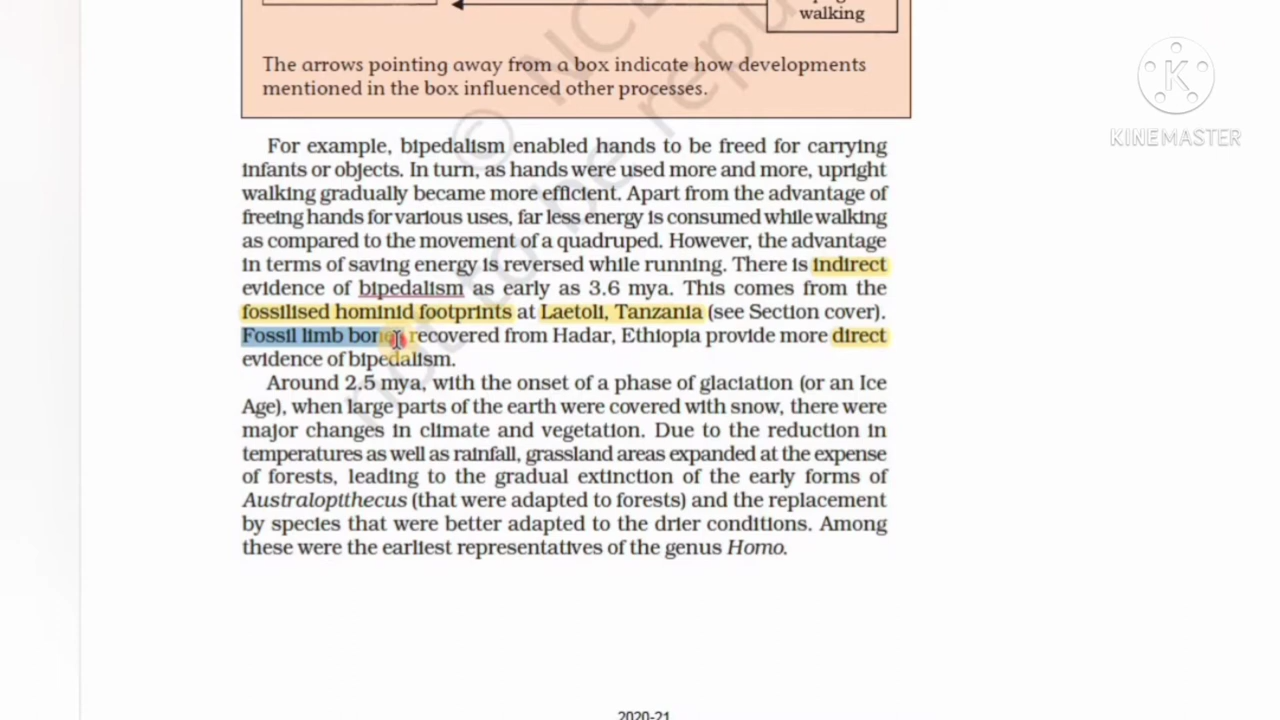 walking
The arrows pointing away from a box indicate how developments
mentioned in the box influenced other processes.
K
KINEMASTER
© NC
not to be repu
For example, bipedalism enabled hands to be freed for carrying
infants or objects. In turn, as hands were used more and more, upright
walking gradually became more efficient. Apart from the advantage of
freeing hands for various uses, far less energy is consumed while walking
as compared to the movement of a quadruped. However, the advantage
in terms of saving energy is reversed while running. There is indirect
evidence of bipedalism as early as 3.6 mya. This comes from the
fossilised hominid footprints at Laetoli, Tanzania (see Section cover).
Fossil limb bones recovered from Hadar, Ethiopia provide more direct
evidence of bipedalism.
Around 2.5 mya, with the onset of a phase of glaciation (or an Ice
Age), when large parts of the earth were covered with snow, there were
major changes in climate and vegetation. Due to the reduction in
temperatures as well as rainfall, grassland areas expanded at the expense
of forests, leading to the gradual extinction of the early forms of
Australopithecus (that were adapted to forests) and the replacement
by species that were better adapted to the drier conditions. Among
these were the earliest representatives of the genus Homo.
2020-21